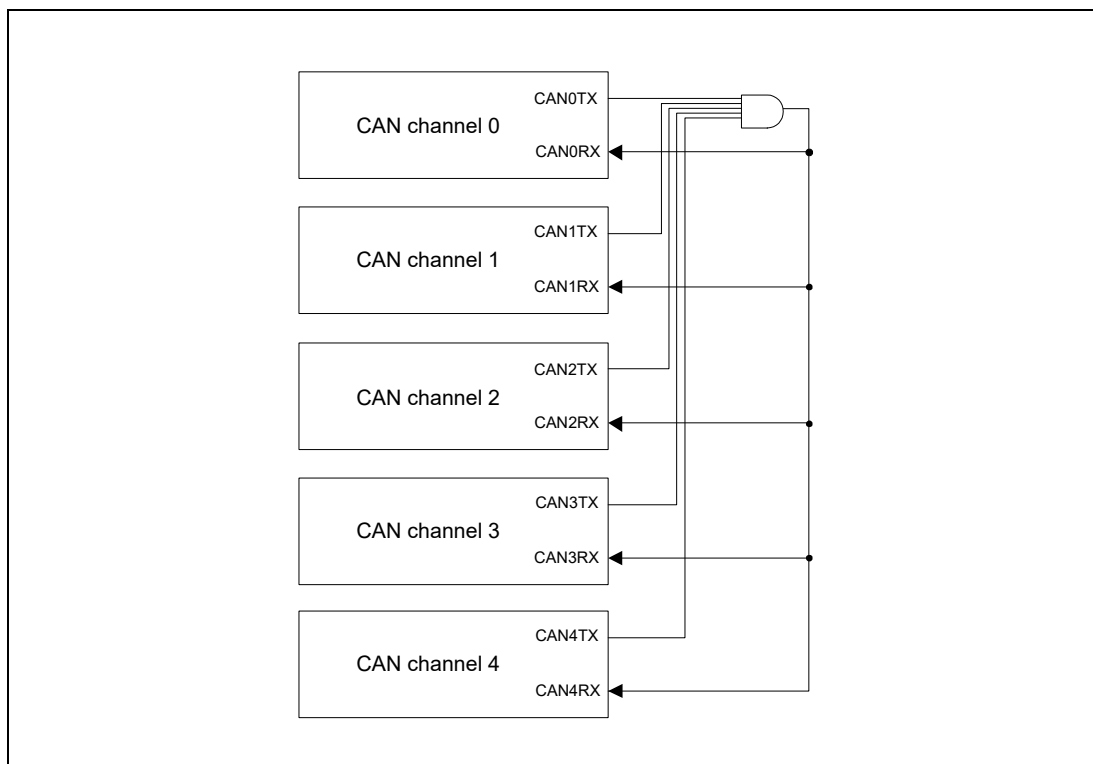 CAN0TX
CAN channel 0
CAN0RX
CAN1TX
CAN channel 1
CAN1RX
CAN2TX
CAN channel 2
CAN2RX
CAN3TX
CAN channel 3
CAN3RX
CAN4TX
CAN channel 4
CAN4RX